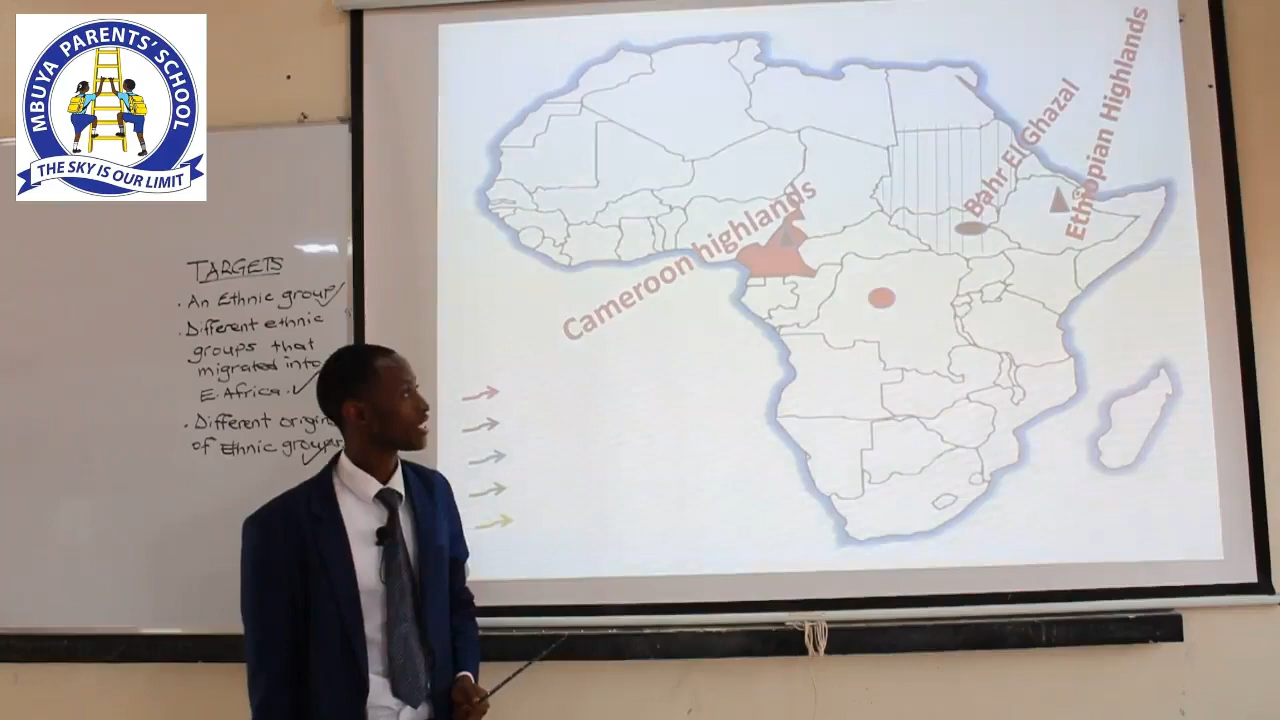 MBUYA PARENTS' SCHOOL
THE SKY IS OUR LIMIT
TARGETS
. An Ethnic group
. Different ethnic
groups that
migrated into
E. Africa.
. Different origin
of Ethnic groups
Cameroon highlands
Bahr El Ghazal
Ethiopian Highlands